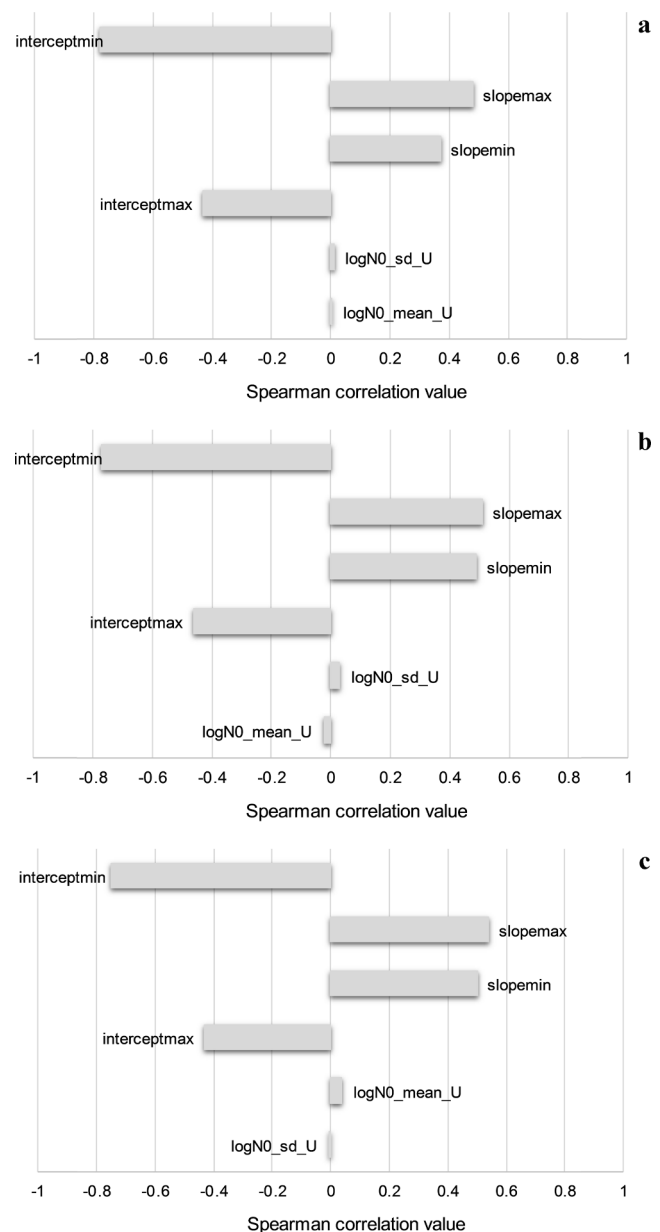 a
interceptmin
slopemax
slopemin
interceptmax
logN0_sd_U
logN0_mean_U
-1 -0.8 -0.6 -0.4 -0.2 0 0.2 0.4 0.6 0.8 1
Spearman correlation value
b
interceptmin
slopemax
slopemin
interceptmax
logN0_sd_U
logN0_mean_U
-1 -0.8 -0.6 -0.4 -0.2 0 0.2 0.4 0.6 0.8 1
Spearman correlation value
c
interceptmin
slopemax
slopemin
interceptmax
logN0_mean_U
logN0_sd_U
-1 -0.8 -0.6 -0.4 -0.2 0 0.2 0.4 0.6 0.8 1
Spearman correlation value